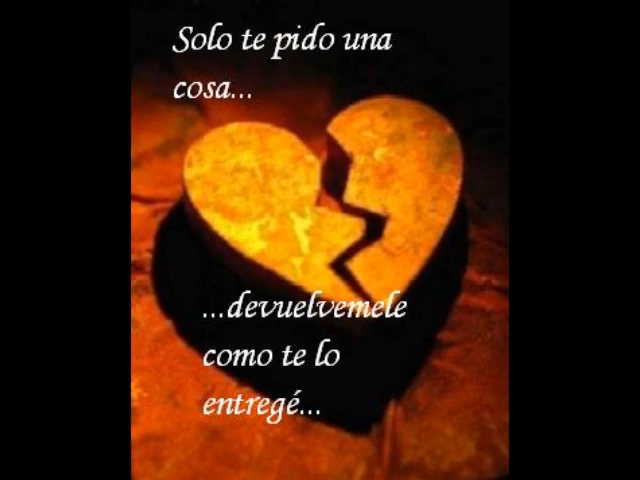 Solo te pido una
cosa...
...devuelvemele
como te lo
entregé...